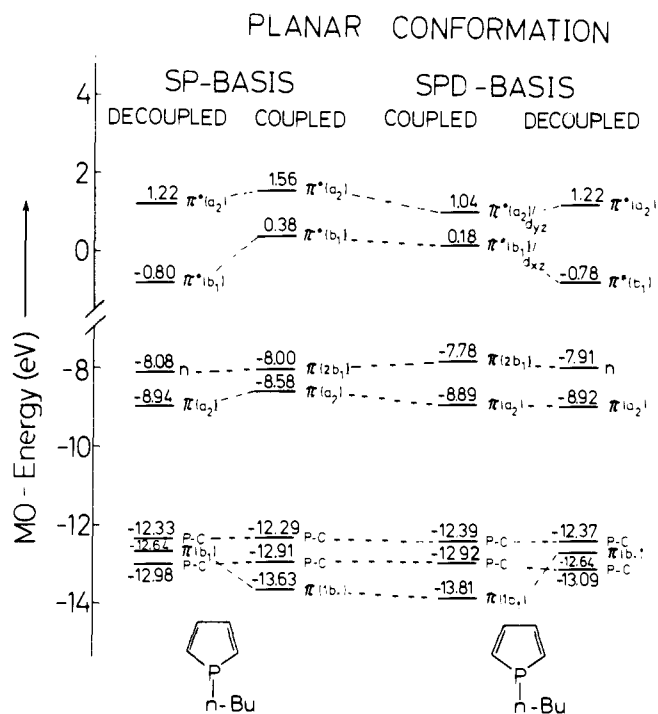 PLANAR CONFORMATION
SP-BASIS SPD-BASIS
DECOUPLED COUPLED COUPLED DECOUPLED
MO-Energy (eV)
4
2
0
-8
-10
-12
-14
1.22 π*(a₂) 1.56 π*(a₂) 1.04 π*(a₂)/ d_yz 1.22 π*(a₂)
-0.80 π*(b₁) 0.38 π*(b₁) 0.18 π*(b₁)/ d_xz -0.78 π*(b₁)
-8.08 n -8.00 π(2b₁) -7.78 π(2b₁) -7.91 n
-8.94 π(a₂) -8.58 π(a₂) -8.89 π(a₂) -8.92 π(a₂)
-12.33 P-C -12.29 P-C -12.39 P-C -12.37 P-C
-12.64 π(b₁) -12.91 P-C -12.92 P-C -12.64 π(b₁)
-12.98 P-C -13.63 π(1b₁) -13.81 π(1b₁) -13.09 P-C
P P
n-Bu n-Bu